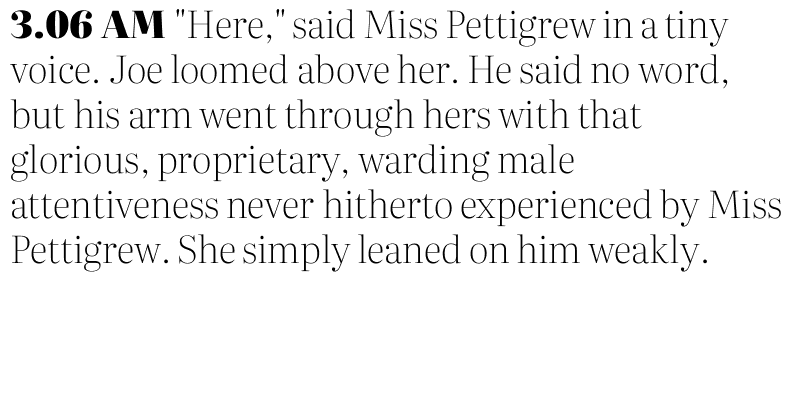 3.06 AM "Here," said Miss Pettigrew in a tiny
voice. Joe loomed above her. He said no word,
but his arm went through hers with that
glorious, proprietary, warding male
attentiveness never hitherto experienced by Miss
Pettigrew. She simply leaned on him weakly.